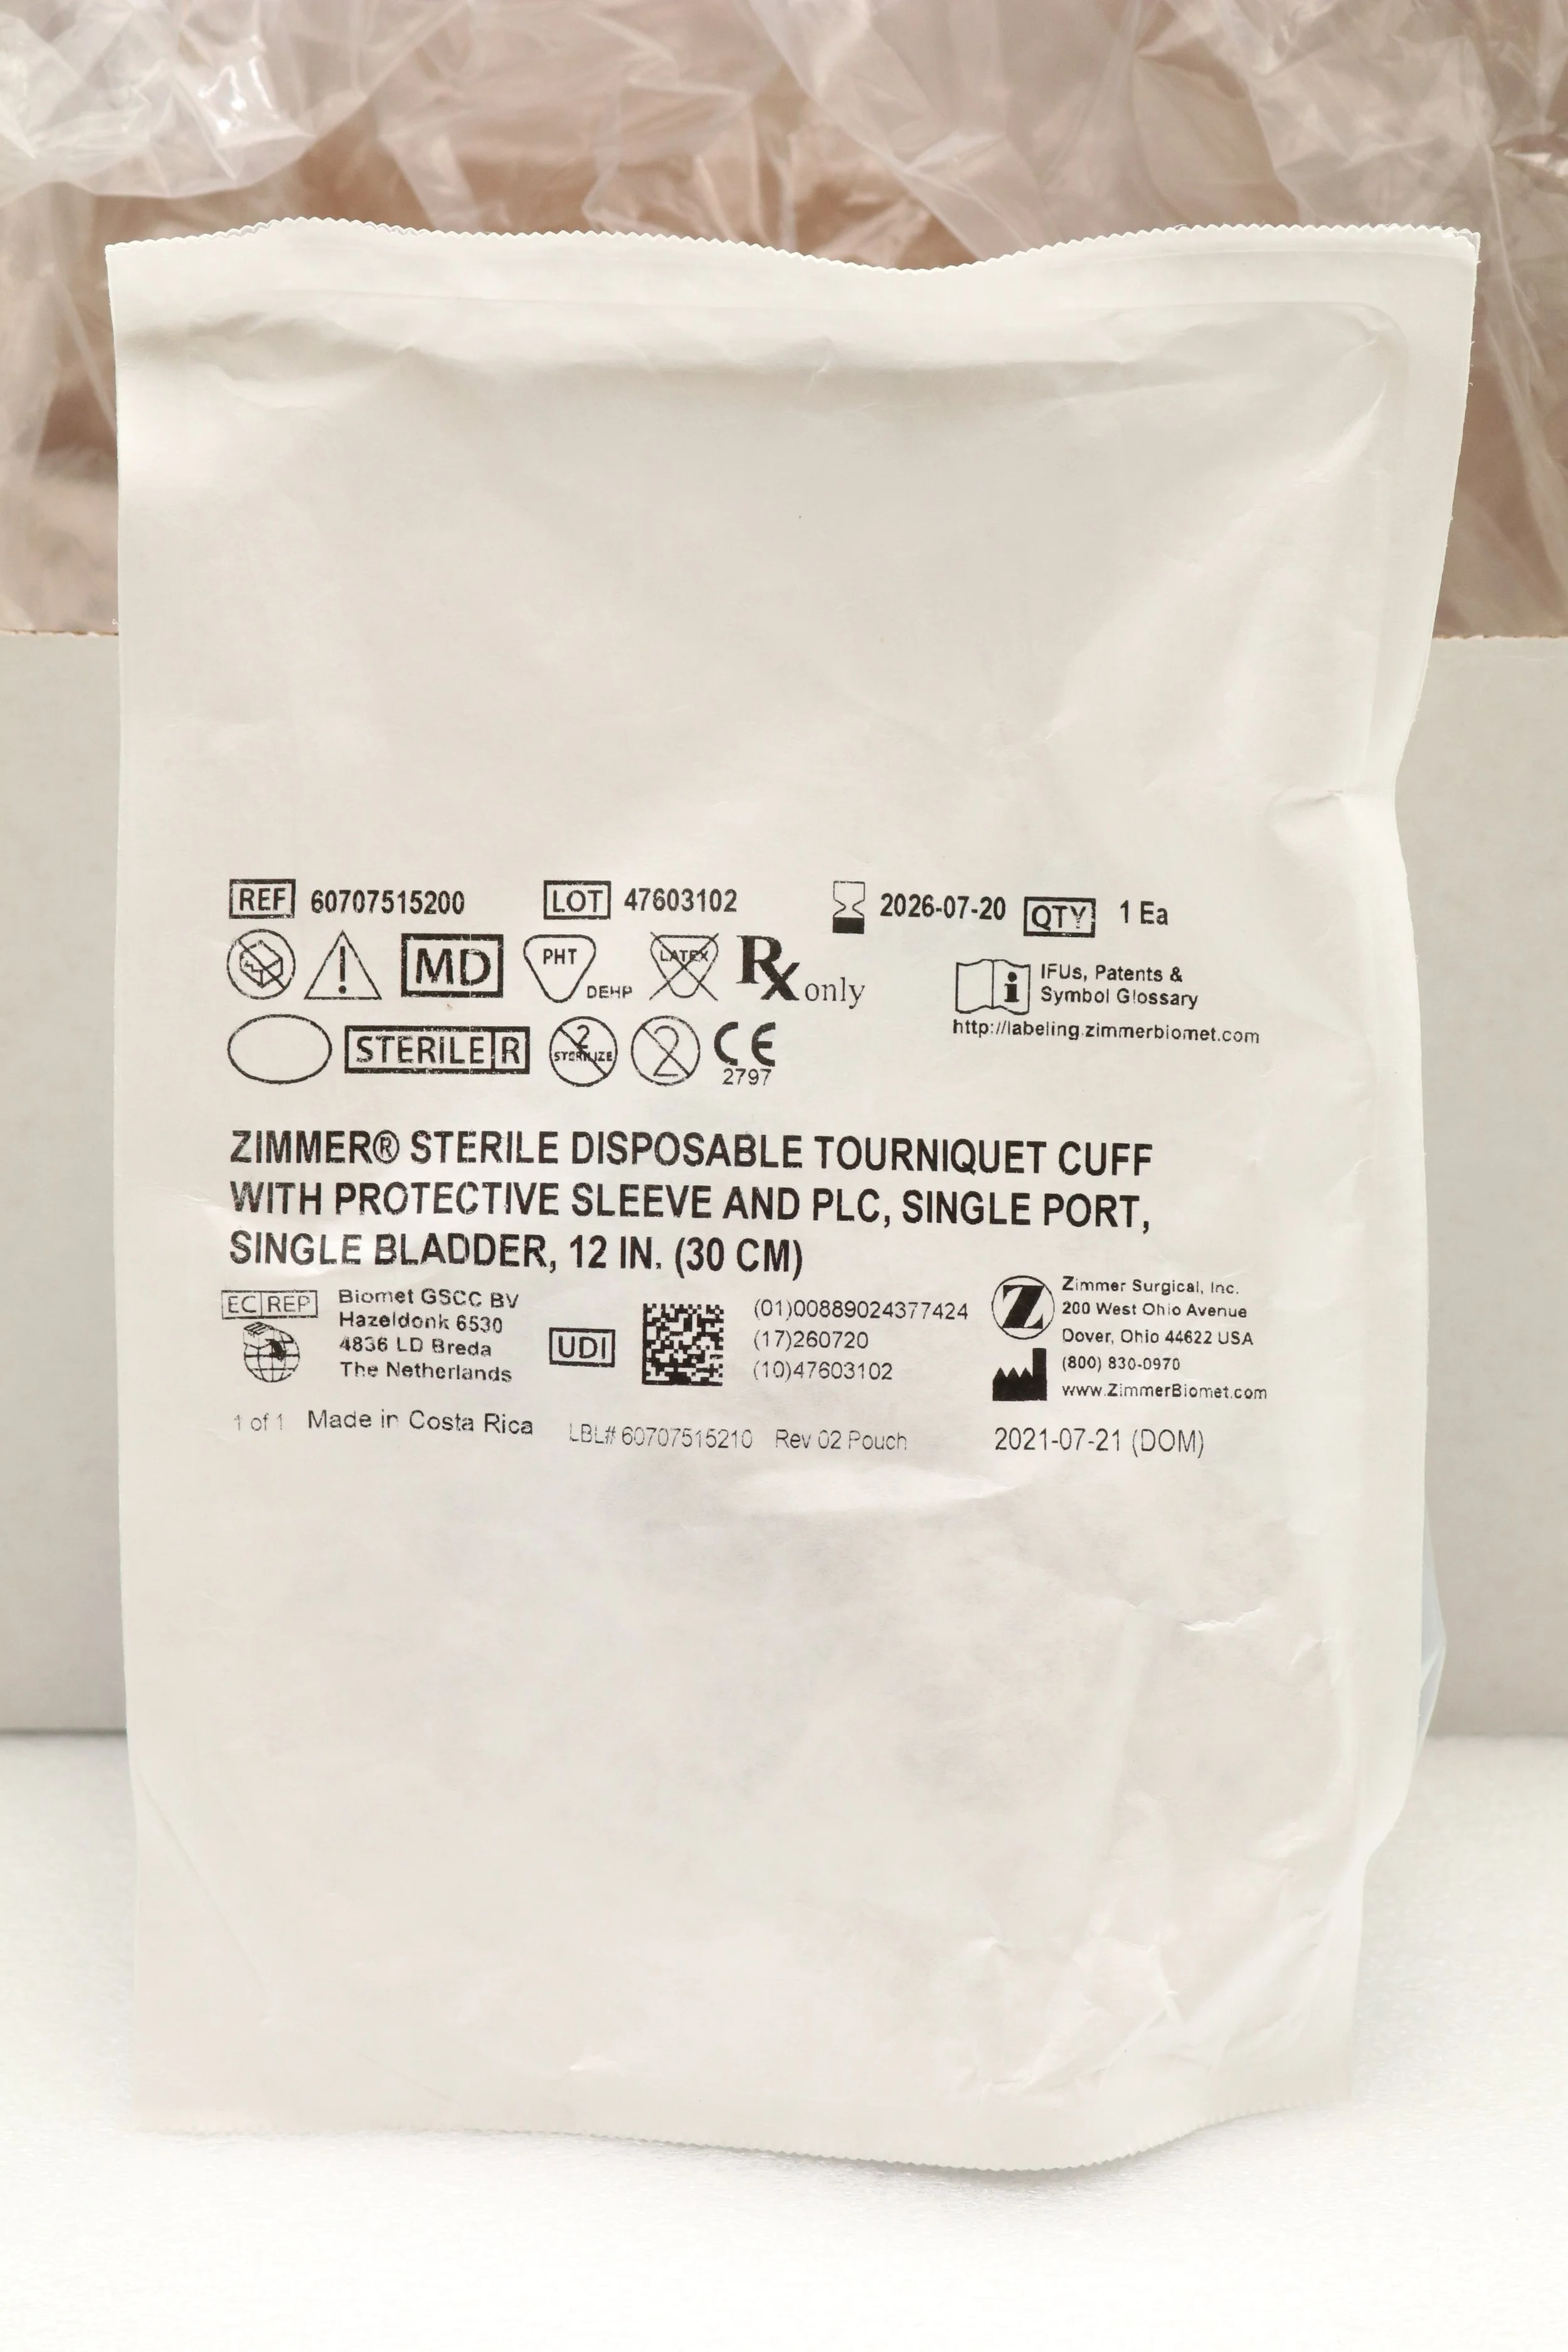 REF 60707515200 LOT 47603102 2026-07-20 QTY 1 Ea
MD PHT DEHP LATEX Rx only
IFUs, Patents &
Symbol Glossary
http://labeling.zimmerbiomet.com
STERILE R 2 STERILIZE 2 CE 2797
ZIMMER® STERILE DISPOSABLE TOURNIQUET CUFF
WITH PROTECTIVE SLEEVE AND PLC, SINGLE PORT,
SINGLE BLADDER, 12 IN. (30 CM)
EC REP
Biomet GSCC BV
Hazeldonk 6530
4836 LD Breda
The Netherlands
UDI
(01)00889024377424
(17)260720
(10)47603102
Z
Zimmer Surgical, Inc.
200 West Ohio Avenue
Dover, Ohio 44622 USA
(800) 830-0970
www.ZimmerBiomet.com
1 of 1 Made in Costa Rica LBL# 60707515210 Rev 02 Pouch 2021-07-21 (DOM)